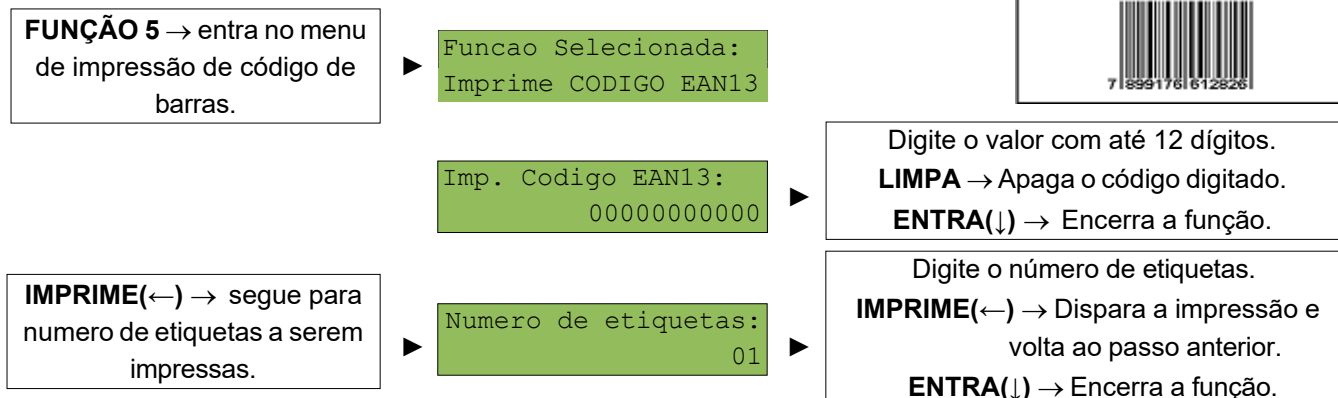 FUNÇÃO 5 → entra no menu
de impressão de código de
barras.
►
Funcao Selecionada:
Imprime CODIGO EAN13
7 899176 612826
Imp. Codigo EAN13:
00000000000
►
Digite o valor com até 12 dígitos.
LIMPA → Apaga o código digitado.
ENTRA(↓) → Encerra a função.
IMPRIME(←) → segue para
numero de etiquetas a serem
impressas.
►
Numero de etiquetas:
01
►
Digite o número de etiquetas.
IMPRIME(←) → Dispara a impressão e
volta ao passo anterior.
ENTRA(↓) → Encerra a função.